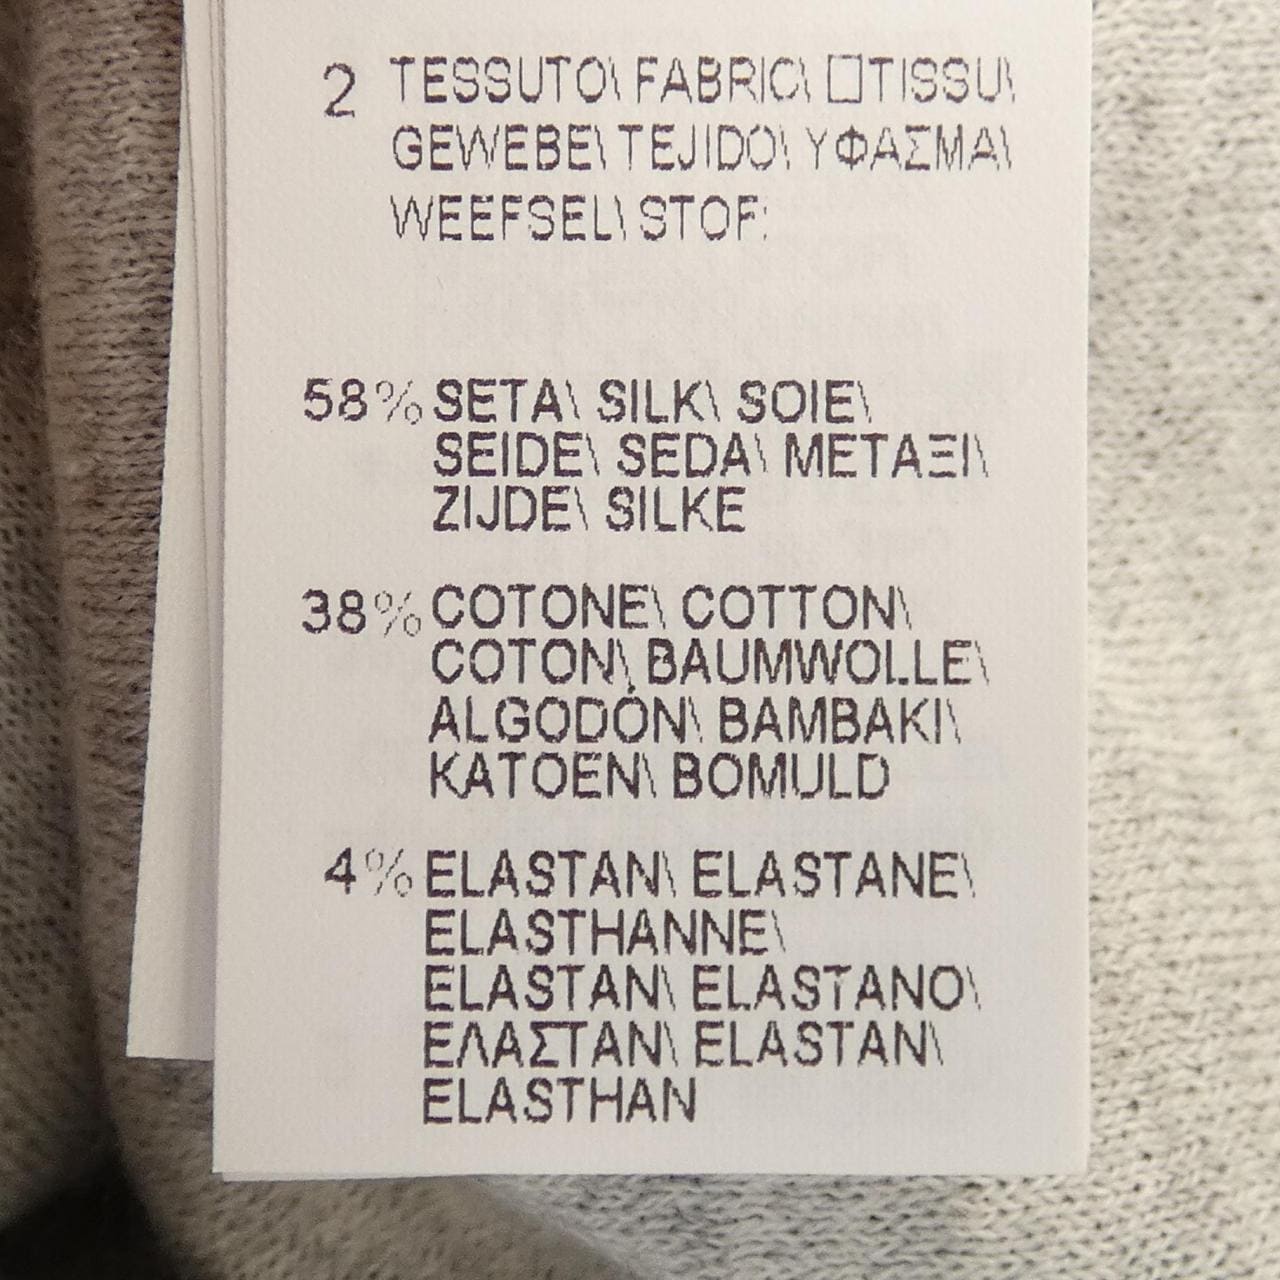 2 TESSUTO\ FABRIC\ □TISSU\
GEWEBE\ TEJIDO\ ΥΦΑΣΜΑ\
WEEFSEL\ STOF:
58% SETA\ SILK\ SOIE\
SEIDE\ SEDA\ ΜΕΤΑΞΙ\
ZIJDE\ SILKE
38% COTONE\ COTTON\
COTON\ BAUMWOLLE\
ALGODÓN\ BAMBAKI\
KATOEN\ BOMULD
4% ELASTAN\ ELASTANE\
ELASTHANNE\
ELASTAN\ ELASTANO\
ΕΛΑΣΤΑΝ\ ELASTAN\
ELASTHAN